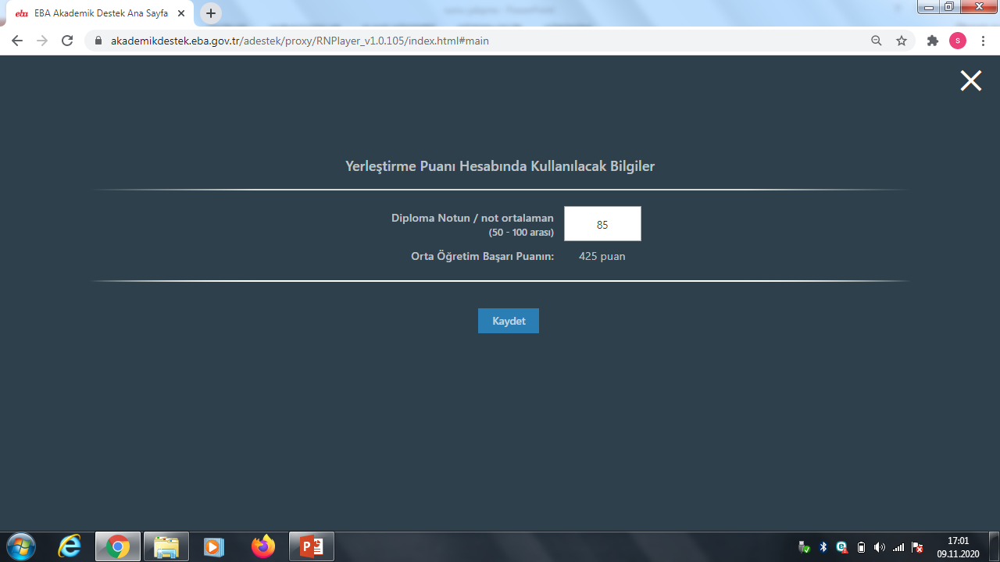 eba EBA Akademik Destek Ana Sayfa
akademikdestek.eba.gov.tr/adestek/proxy/RNPlayer_v1.0.105/index.html#main
s
Yerleştirme Puanı Hesabında Kullanılacak Bilgiler
Diploma Notun / not ortalaman
(50 - 100 arası)
85
Orta Öğretim Başarı Puanın: 425 puan
Kaydet
17:01
09.11.2020